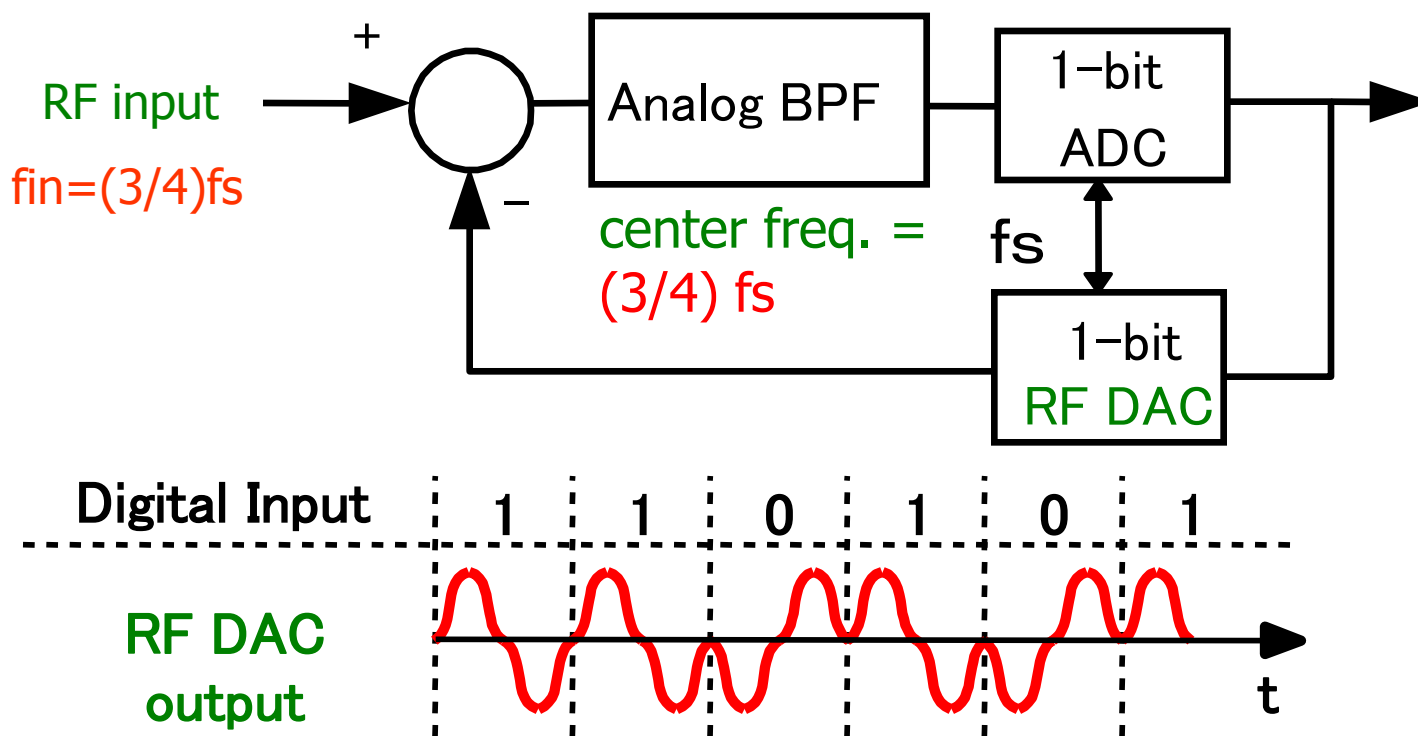 +
RF input
fin=(3/4)fs
−
Analog BPF
center freq. =
(3/4) fs
1-bit
ADC
fs
1-bit
RF DAC
Digital Input 1 1 0 1 0 1
RF DAC
output
t